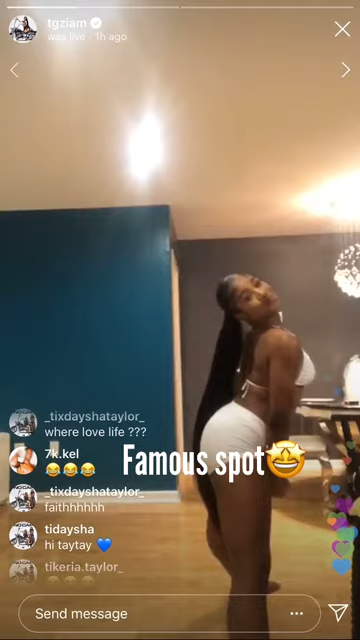 tgziam
was live · 1h ago
_tixdayshataylor_
where love life ???
7k.kel
😂😂😂
Famous spot🤩
_tixdayshataylor_
faithhhhhh
tidaysha
hi taytay 💙
tikeria.taylor_
😂😂😂
Send message